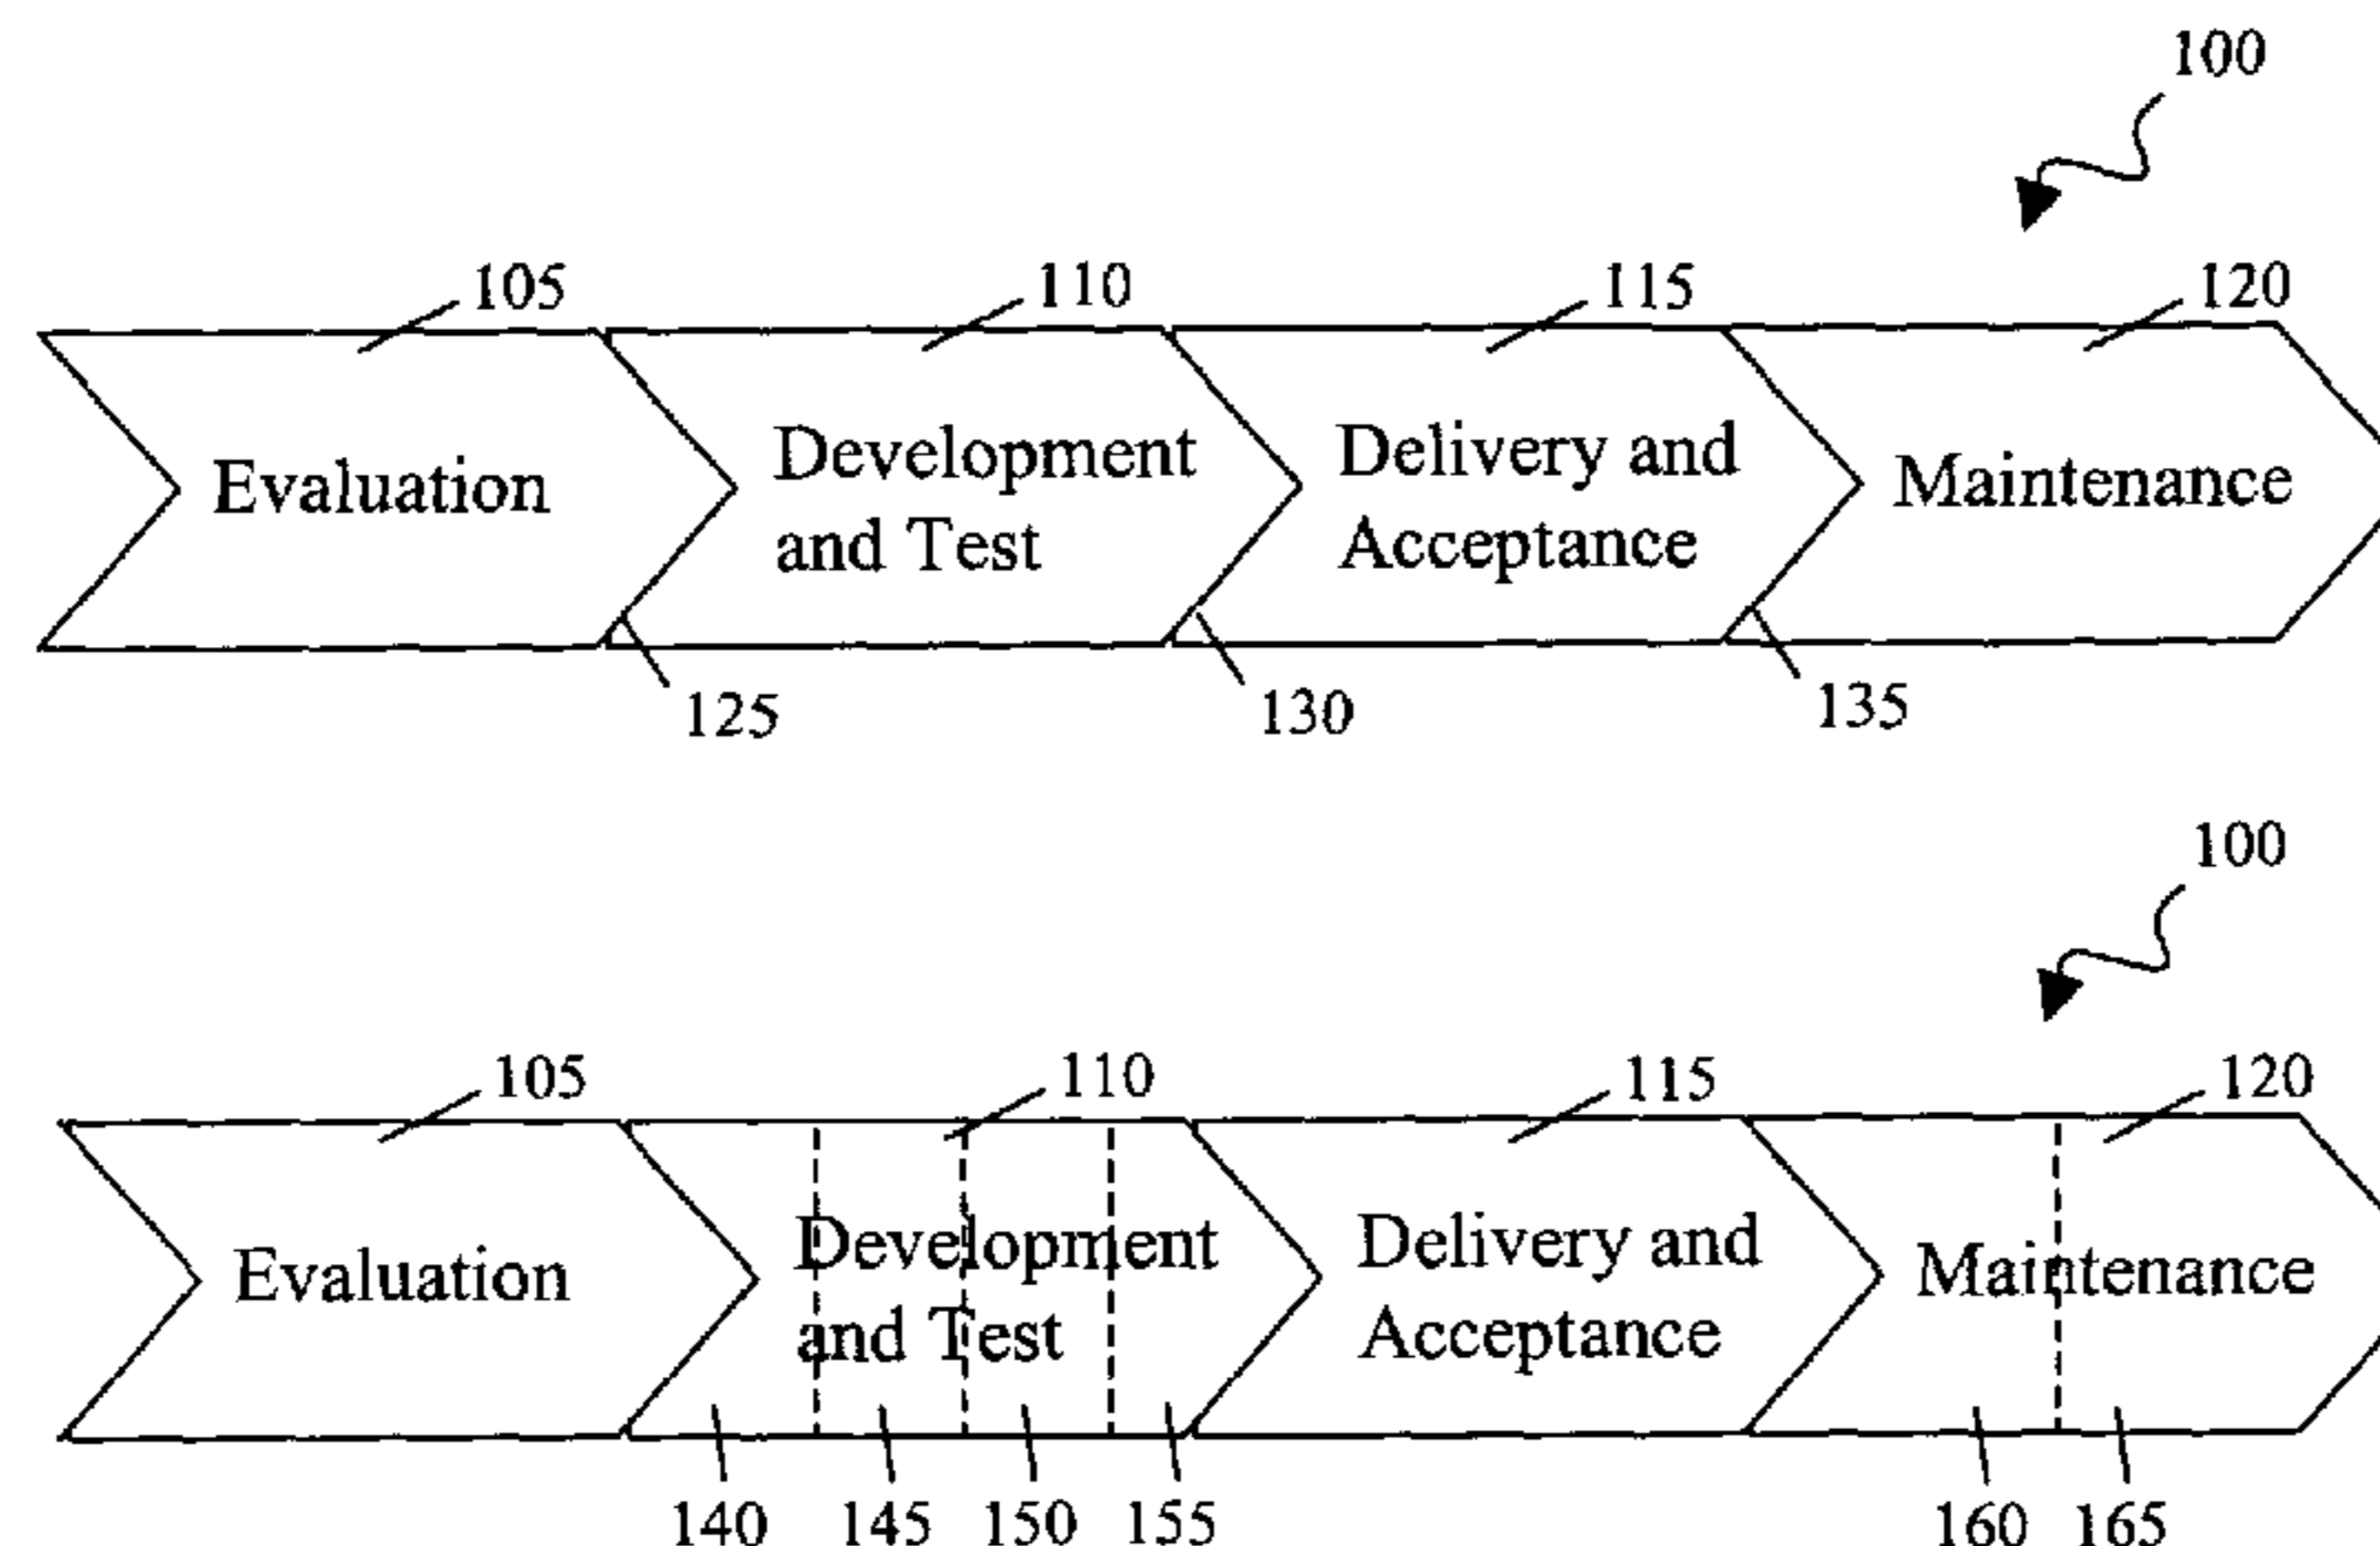 100
105 110 115 120
Evaluation
Development
and Test
Delivery and
Acceptance
Maintenance
125 130 135
100
105 110 115 120
Evaluation
Development
and Test
Delivery and
Acceptance
Maintenance
140 145 150 155 160 165